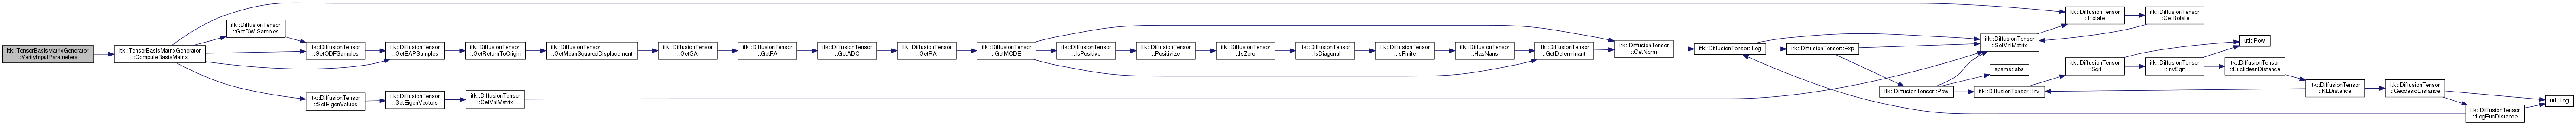 itk::TensorBasisMatrixGenerator
::VerifyInputParameters
itk::TensorBasisMatrixGenerator
::ComputeBasisMatrix
itk::DiffusionTensor
::GetDWISamples
itk::DiffusionTensor
::GetODFSamples
itk::DiffusionTensor
::SetEigenValues
itk::DiffusionTensor
::GetEAPSamples
itk::DiffusionTensor
::SetEigenVectors
itk::DiffusionTensor
::GetReturnToOrigin
itk::DiffusionTensor
::GetVnlMatrix
itk::DiffusionTensor
::GetMeanSquaredDisplacement
itk::DiffusionTensor
::GetGA
itk::DiffusionTensor
::GetFA
itk::DiffusionTensor
::GetADC
itk::DiffusionTensor
::GetRA
itk::DiffusionTensor
::GetMODE
itk::DiffusionTensor
::IsPositive
itk::DiffusionTensor
::Positivize
itk::DiffusionTensor
::IsZero
itk::DiffusionTensor
::IsDiagonal
itk::DiffusionTensor
::IsFinite
itk::DiffusionTensor
::HasNans
itk::DiffusionTensor
::GetDeterminant
itk::DiffusionTensor
::GetNorm
itk::DiffusionTensor::Log
itk::DiffusionTensor::Exp
itk::DiffusionTensor::Pow
itk::DiffusionTensor
::SetVnlMatrix
spams::abs
itk::DiffusionTensor::Inv
itk::DiffusionTensor
::Rotate
itk::DiffusionTensor
::Sqrt
itk::DiffusionTensor
::GetRotate
itk::DiffusionTensor
::InvSqrt
utl::Pow
itk::DiffusionTensor
::EuclideanDistance
itk::DiffusionTensor
::KLDistance
itk::DiffusionTensor
::GeodesicDistance
itk::DiffusionTensor
::LogEucDistance
utl::Log